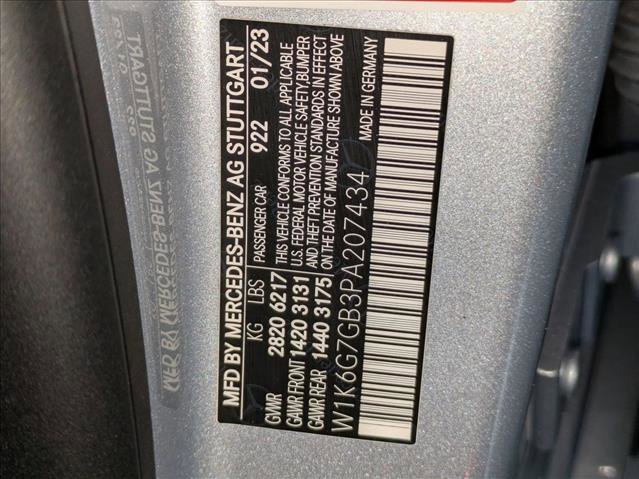 MFD BY MERCEDES-BENZ AG STUTTGART
KG LBS PASSENGER CAR 922 01/23
GWR 2820 6217
GAWR FRONT 1420 3131
GAWR REAR 1440 3175
THIS VEHICLE CONFORMS TO ALL APPLICABLE
U.S. FEDERAL MOTOR VEHICLE SAFETY, BUMPER
AND THEFT PREVENTION STANDARDS IN EFFECT
ON THE DATE OF MANUFACTURE SHOWN ABOVE
W1K6G7GB3PA207434 MADE IN GERMANY